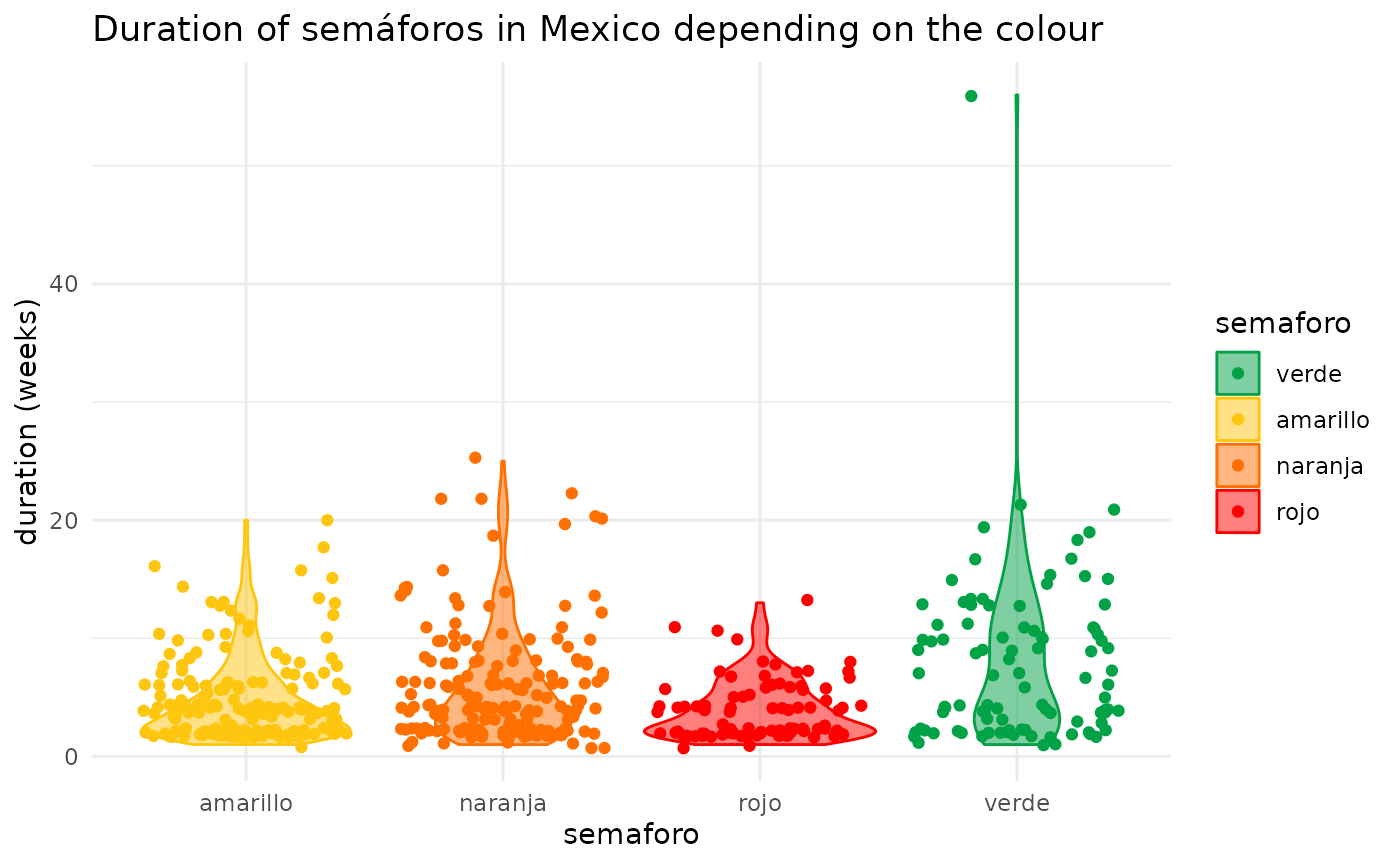 Duration of semáforos in Mexico depending on the colour
duration (weeks)
40
20
0
amarillo
naranja
rojo
verde
semaforo
semaforo
verde
amarillo
naranja
rojo